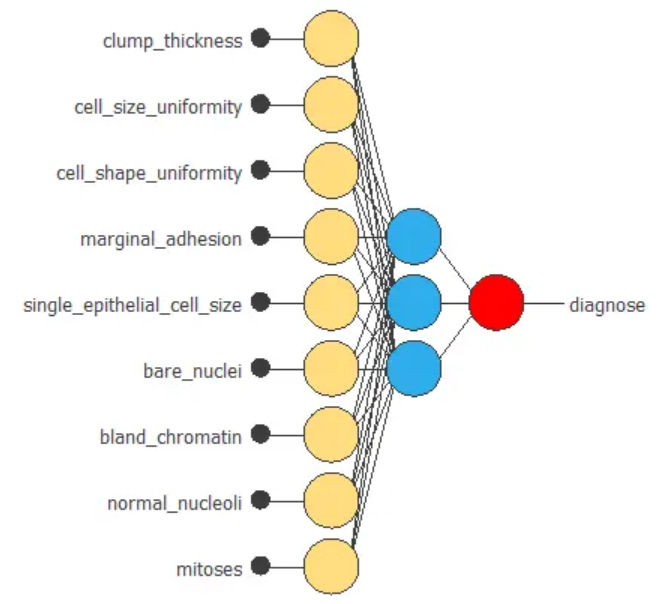 clump_thickness
cell_size_uniformity
cell_shape_uniformity
marginal_adhesion
single_epithelial_cell_size
diagnose
bare_nuclei
bland_chromatin
normal_nucleoli
mitoses